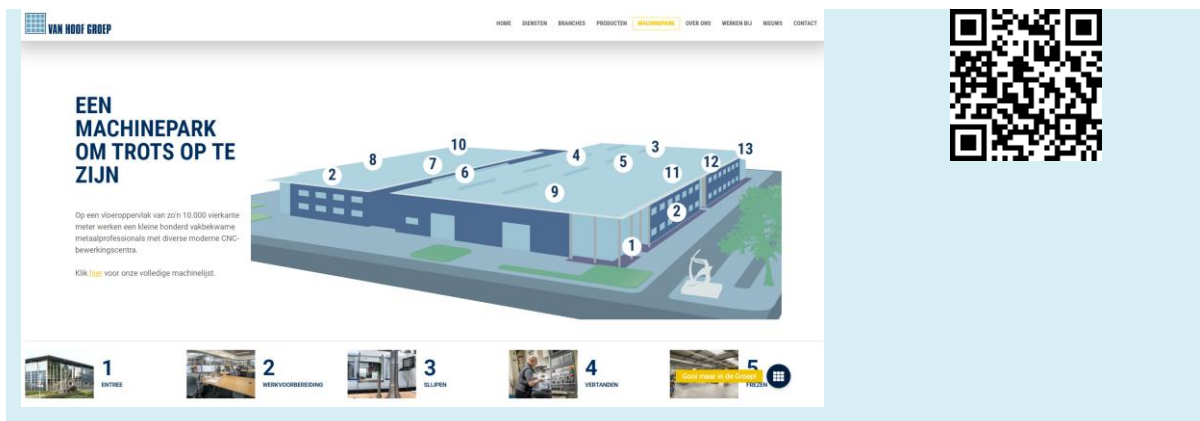 VAN HOOF GROEP
HOME DIENSTEN BRANCHES PRODUCTEN MACHINEPARK OVER ONS WERKEN BIJ NIEUWS CONTACT
EEN
MACHINEPARK
OM TROTS OP TE
ZIJN
Op een vloeroppervlak van zo'n 10.000 vierkante
meter werken een kleine honderd vakbekwame
metaalprofessionals met diverse moderne CNC-
bewerkingscentra.
Klik hier voor onze volledige machinelijst.
10
3
13
8
7
4
5
12
2
6
11
9
2
1
1
ENTREE
2
WERKVOORBEREIDING
3
SLIJPEN
4
VERTANDEN
5
FREZEN
Gooi maar in de Groep!